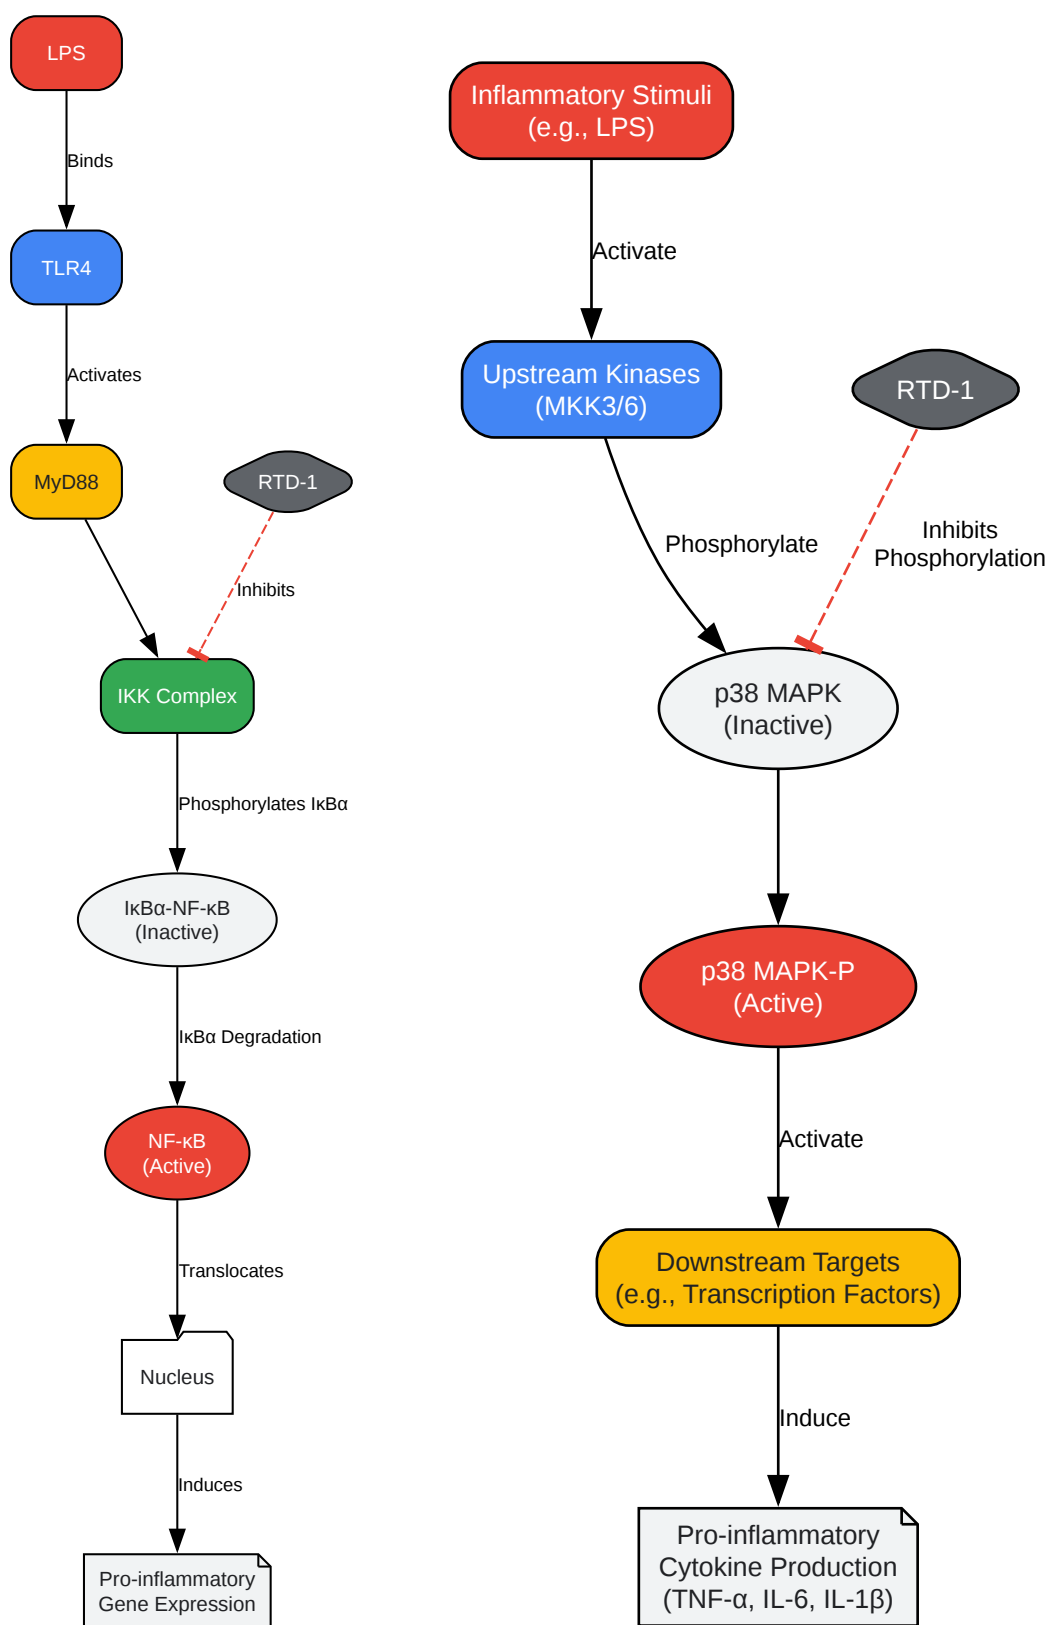 LPS
Binds
TLR4
Activates
MyD88
RTD-1
Inhibits
IKK Complex
Phosphorylates IκBα
IκBα-NF-κB
(Inactive)
IκBα Degradation
NF-κB
(Active)
Translocates
Nucleus
Induces
Pro-inflammatory
Gene Expression
Inflammatory Stimuli
(e.g., LPS)
Activate
Upstream Kinases
(MKK3/6)
RTD-1
Phosphorylate
Inhibits
Phosphorylation
p38 MAPK
(Inactive)
p38 MAPK-P
(Active)
Activate
Downstream Targets
(e.g., Transcription Factors)
Induce
Pro-inflammatory
Cytokine Production
(TNF-α, IL-6, IL-1β)